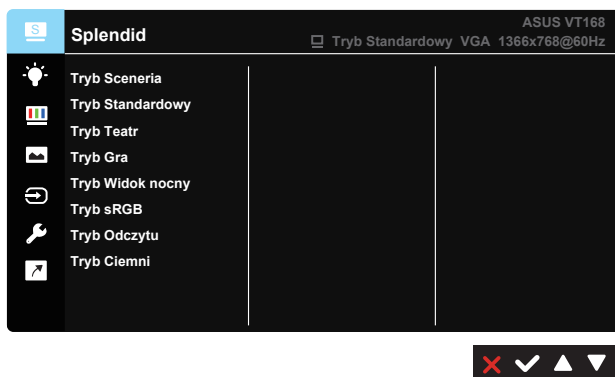 S
Splendid
ASUS VT168
Tryb Standardowy VGA 1366x768@60Hz
Tryb Sceneria
Tryb Standardowy
Tryb Teatr
Tryb Gra
Tryb Widok nocny
Tryb sRGB
Tryb Odczytu
Tryb Ciemni